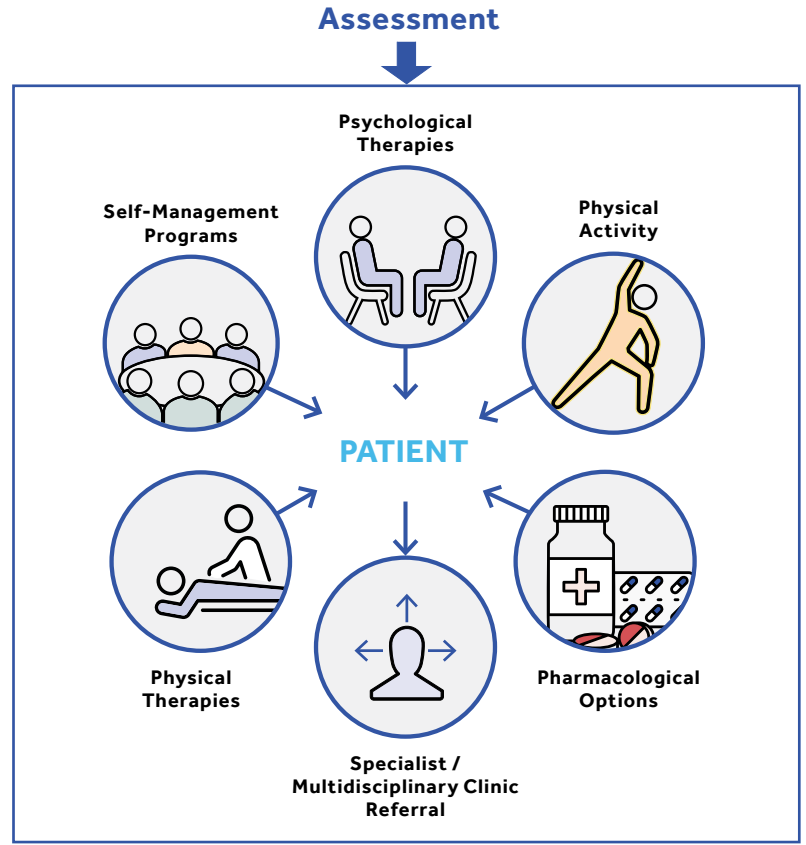 Assessment
Psychological
Therapies
Self-Management
Programs
Physical
Activity
PATIENT
Physical
Therapies
Pharmacological
Options
Specialist /
Multidisciplinary Clinic
Referral